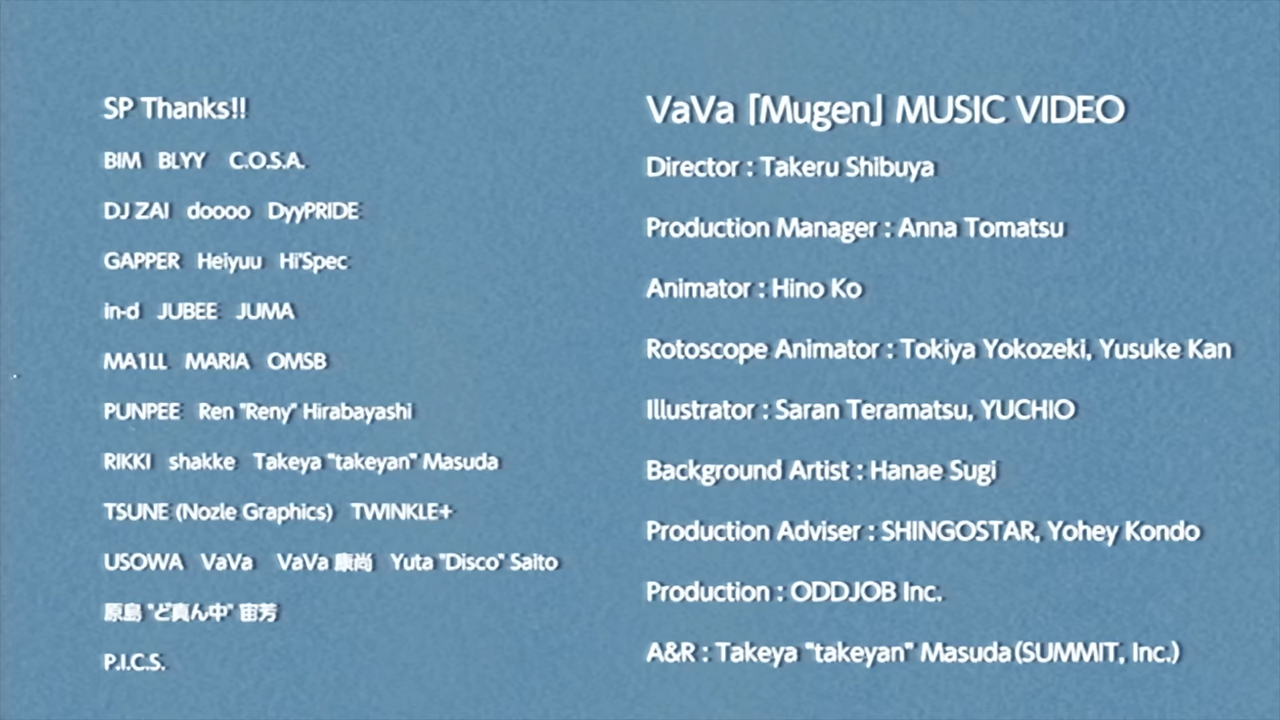 SP Thanks!!
BIM BLYY C.O.S.A.
DJ ZAI doooo DyyPRIDE
GAPPER Heiyuu Hi'Spec
in-d JUBEE JUMA
MA1LL MARIA OMSB
PUNPEE Ren "Reny" Hirabayashi
RIKKI shakke Takeya "takeyan" Masuda
TSUNE (Nozle Graphics) TWINKLE+
USOWA VaVa VaVa 康尚 Yuta "Disco" Saito
原島 "ど真ん中" 宙芳
P.I.C.S.
VaVa「Mugen」MUSIC VIDEO
Director : Takeru Shibuya
Production Manager : Anna Tomatsu
Animator : Hino Ko
Rotoscope Animator : Tokiya Yokozeki, Yusuke Kan
Illustrator : Saran Teramatsu, YUCHIO
Background Artist : Hanae Sugi
Production Adviser : SHINGOSTAR, Yohey Kondo
Production : ODDJOB Inc.
A&R : Takeya "takeyan" Masuda(SUMMIT, Inc.)